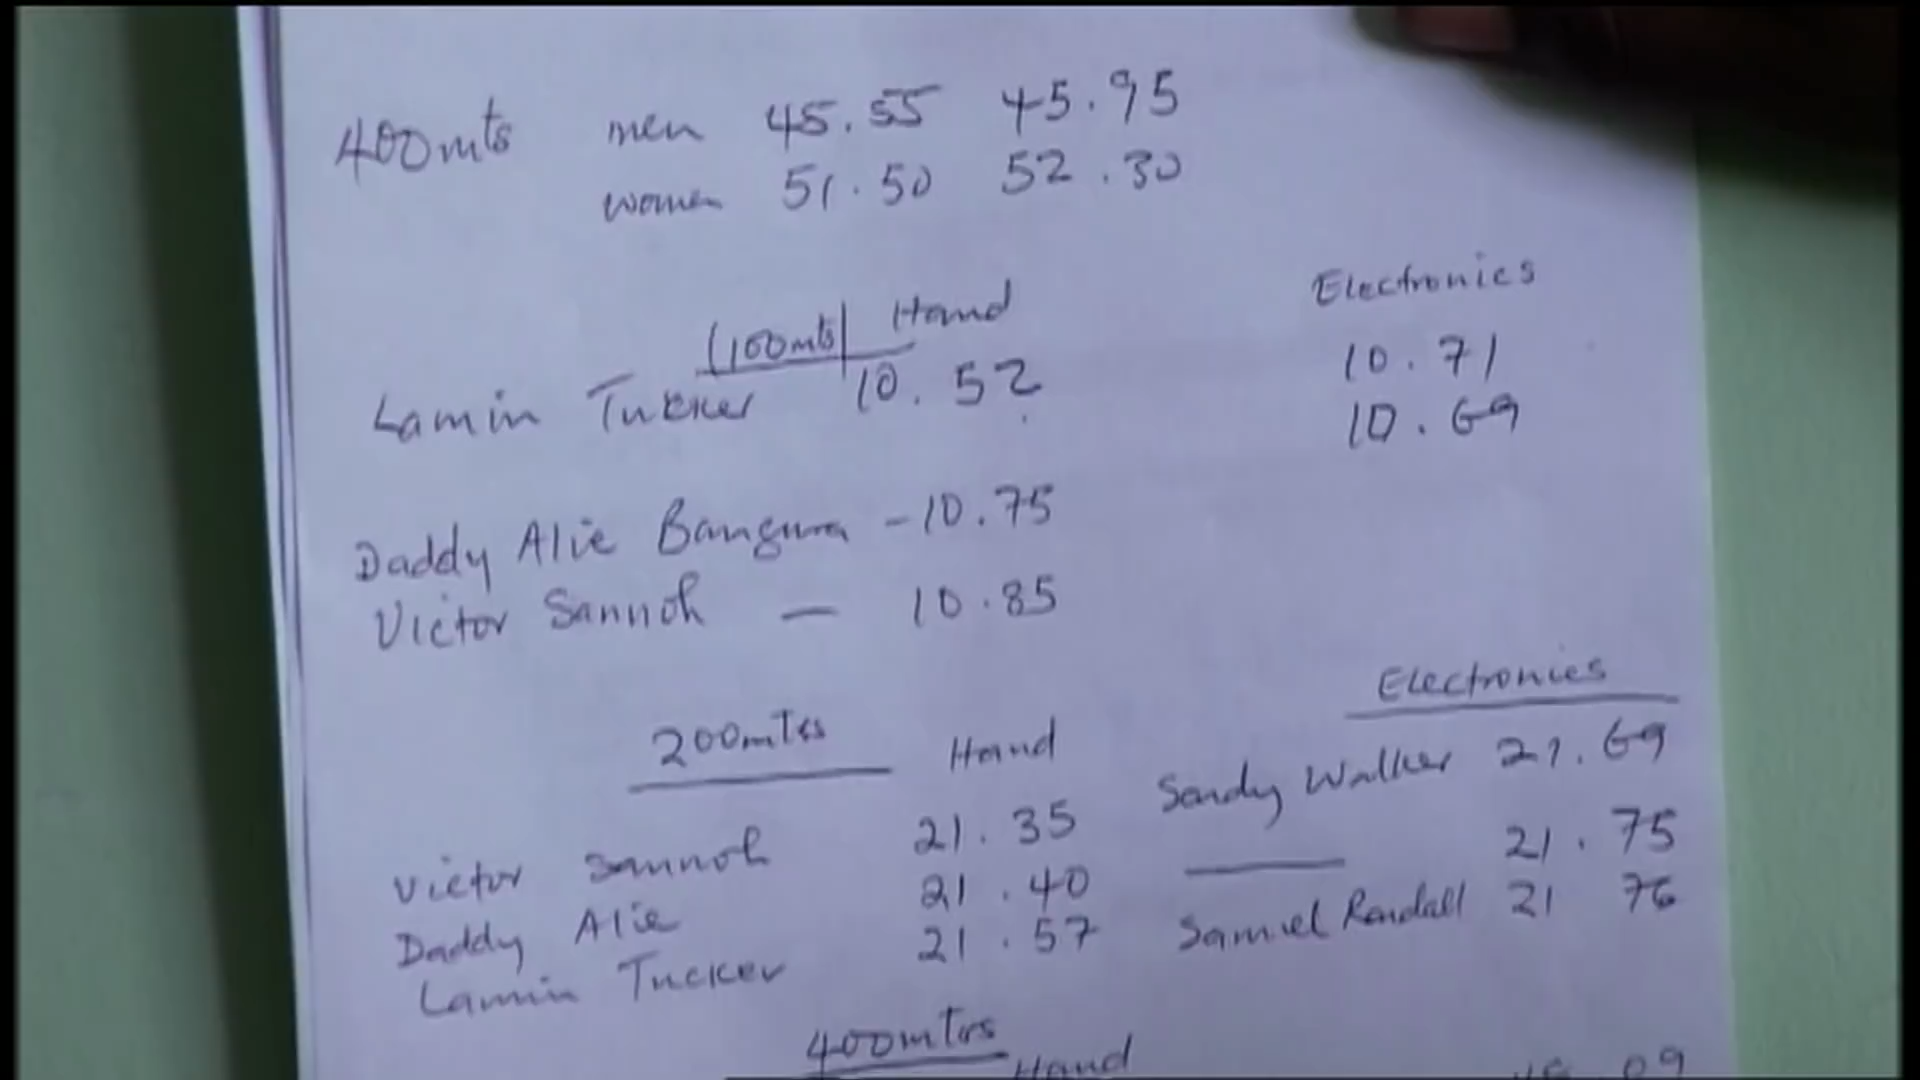 400mts men 45.55 45.95
women 51.50 52.30
(100mts) Hand Electronics
Lamin Tucker 10.52 10.71
10.69
Daddy Alie Bangura - 10.75
Victor Sannoh — 10.85
Electronics
200mtrs Hand
Sandy Walker 21.69
Victor Sannoh 21.35
— 21.75
Daddy Alie 21.40
Samuel Randall 21 76
Lamin Tucker 21.57
400mtrs
Hand